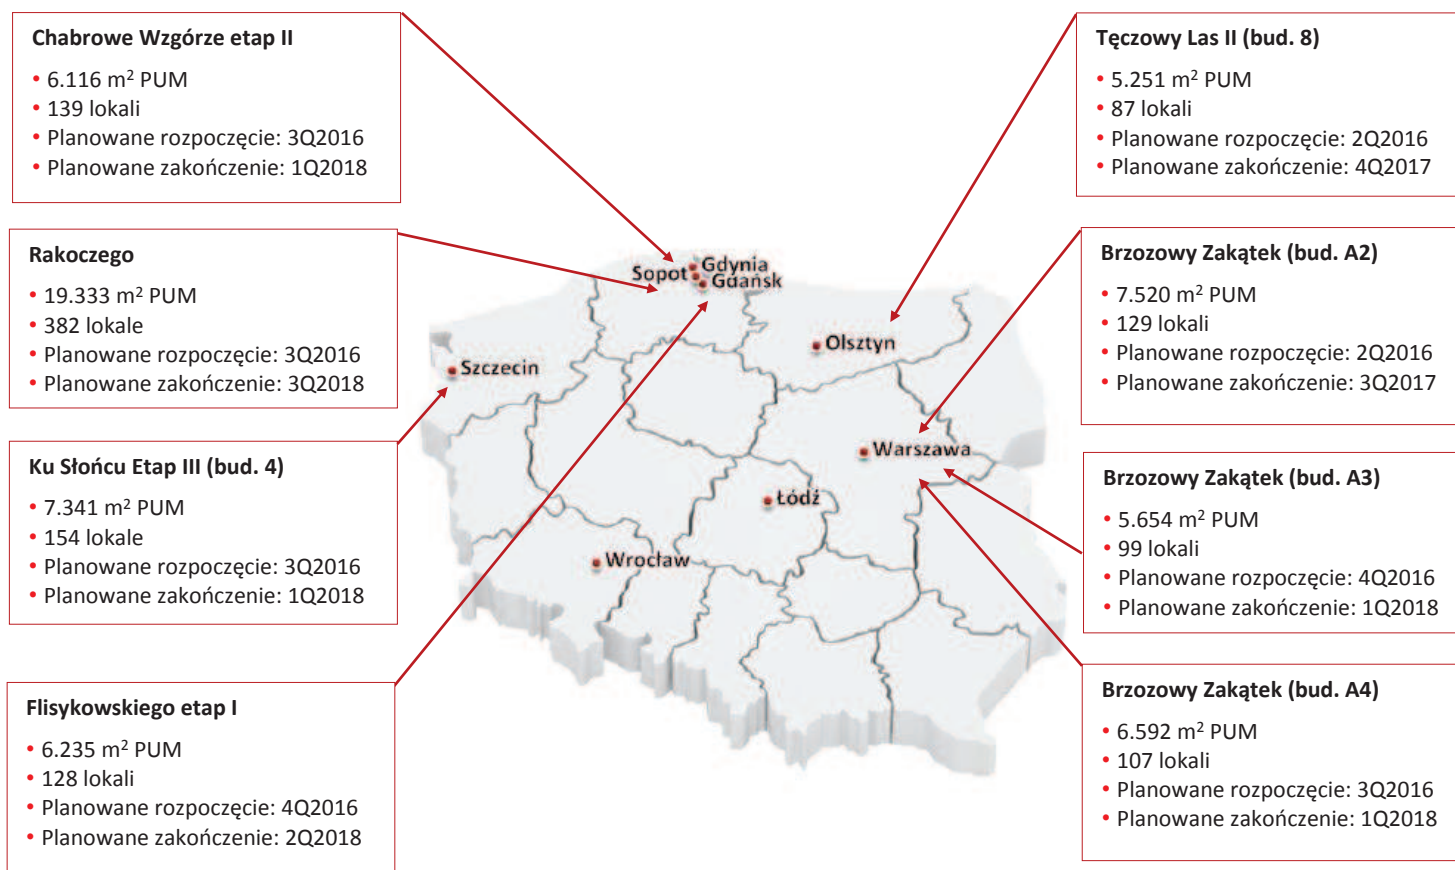 Chabrowe Wzgórze etap II
• 6.116 m² PUM
• 139 lokali
• Planowane rozpoczęcie: 3Q2016
• Planowane zakończenie: 1Q2018
Rakoczego
• 19.333 m² PUM
• 382 lokale
• Planowane rozpoczęcie: 3Q2016
• Planowane zakończenie: 3Q2018
Ku Słońcu Etap III (bud. 4)
• 7.341 m² PUM
• 154 lokale
• Planowane rozpoczęcie: 3Q2016
• Planowane zakończenie: 1Q2018
Flisykowskiego etap I
• 6.235 m² PUM
• 128 lokali
• Planowane rozpoczęcie: 4Q2016
• Planowane zakończenie: 2Q2018
Gdynia
Sopot
Gdańsk
Olsztyn
Szczecin
Warszawa
Łódź
Wrocław
Tęczowy Las II (bud. 8)
• 5.251 m² PUM
• 87 lokali
• Planowane rozpoczęcie: 2Q2016
• Planowane zakończenie: 4Q2017
Brzozowy Zakątek (bud. A2)
• 7.520 m² PUM
• 129 lokali
• Planowane rozpoczęcie: 2Q2016
• Planowane zakończenie: 3Q2017
Brzozowy Zakątek (bud. A3)
• 5.654 m² PUM
• 99 lokali
• Planowane rozpoczęcie: 4Q2016
• Planowane zakończenie: 1Q2018
Brzozowy Zakątek (bud. A4)
• 6.592 m² PUM
• 107 lokali
• Planowane rozpoczęcie: 3Q2016
• Planowane zakończenie: 1Q2018